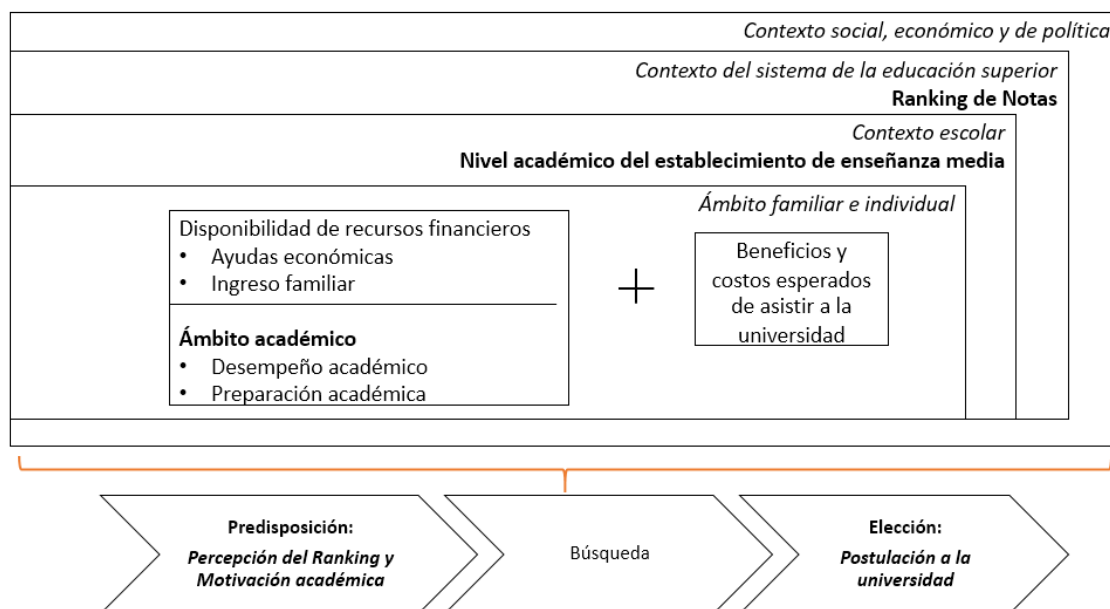 Contexto social, económico y de política
Contexto del sistema de la educación superior
Ranking de Notas
Contexto escolar
Nivel académico del establecimiento de enseñanza media
Ámbito familiar e individual
Disponibilidad de recursos financieros
• Ayudas económicas
• Ingreso familiar
Ámbito académico
• Desempeño académico
• Preparación académica
+
Beneficios y
costos esperados
de asistir a la
universidad
Predisposición:
Percepción del Ranking y
Motivación académica
Búsqueda
Elección:
Postulación a la
universidad